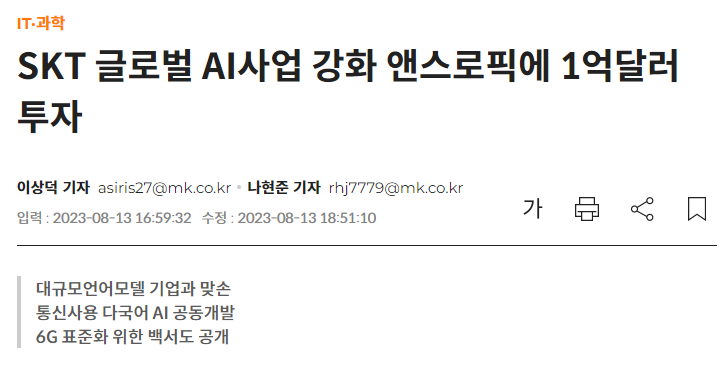 IT·과학
SKT 글로벌 AI사업 강화 앤스로픽에 1억달러
투자
이상덕 기자 asiris27@mk.co.kr • 나현준 기자 rhj7779@mk.co.kr
입력 : 2023-08-13 16:59:32 수정 : 2023-08-13 18:51:10
가
대규모언어모델 기업과 맞손
통신사용 다국어 AI 공동개발
6G 표준화 위한 백서도 공개